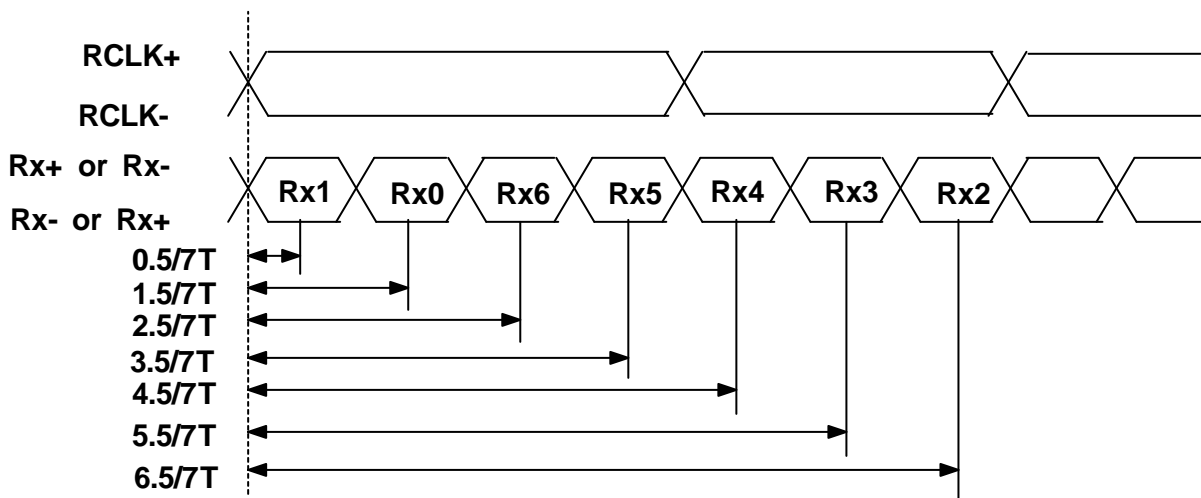 RCLK+
RCLK-
Rx+ or Rx-
Rx1 Rx0 Rx6 Rx5 Rx4 Rx3 Rx2
Rx- or Rx+
0.5/7T
1.5/7T
2.5/7T
3.5/7T
4.5/7T
5.5/7T
6.5/7T